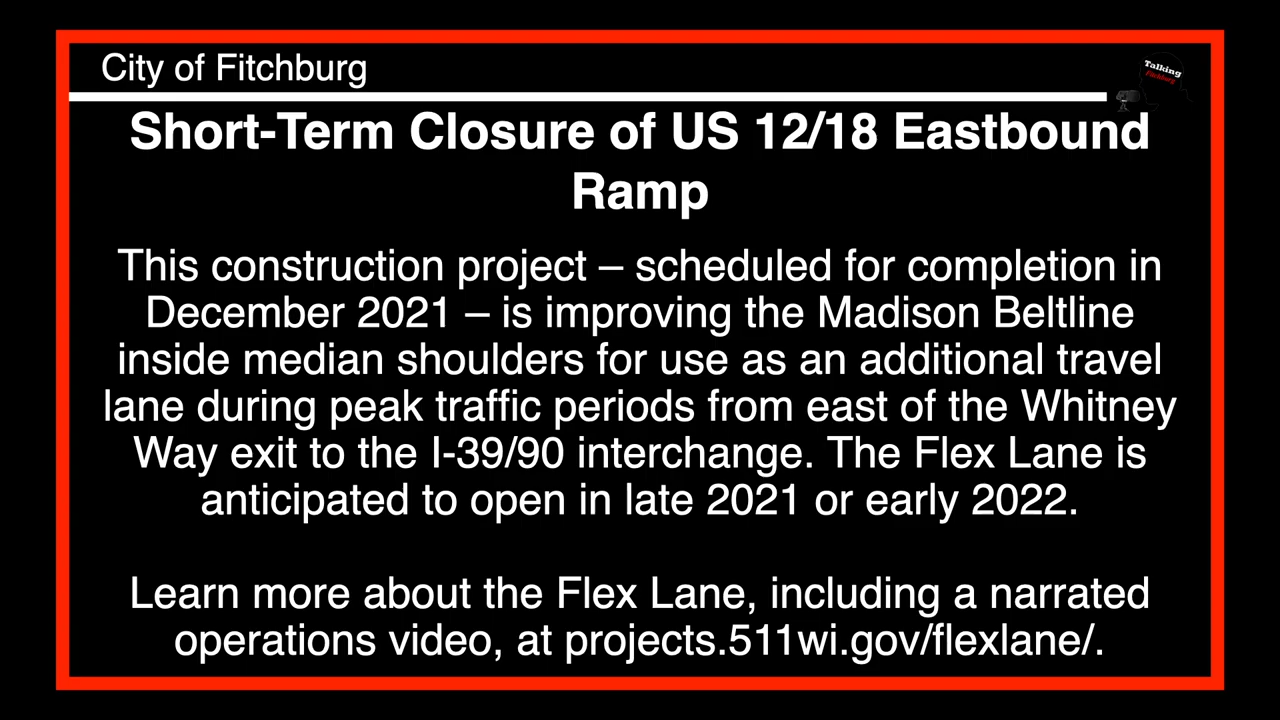 City of Fitchburg
Talking
Fitchburg
Short-Term Closure of US 12/18 Eastbound
Ramp
This construction project – scheduled for completion in
December 2021 – is improving the Madison Beltline
inside median shoulders for use as an additional travel
lane during peak traffic periods from east of the Whitney
Way exit to the I-39/90 interchange. The Flex Lane is
anticipated to open in late 2021 or early 2022.
Learn more about the Flex Lane, including a narrated
operations video, at projects.511wi.gov/flexlane/.